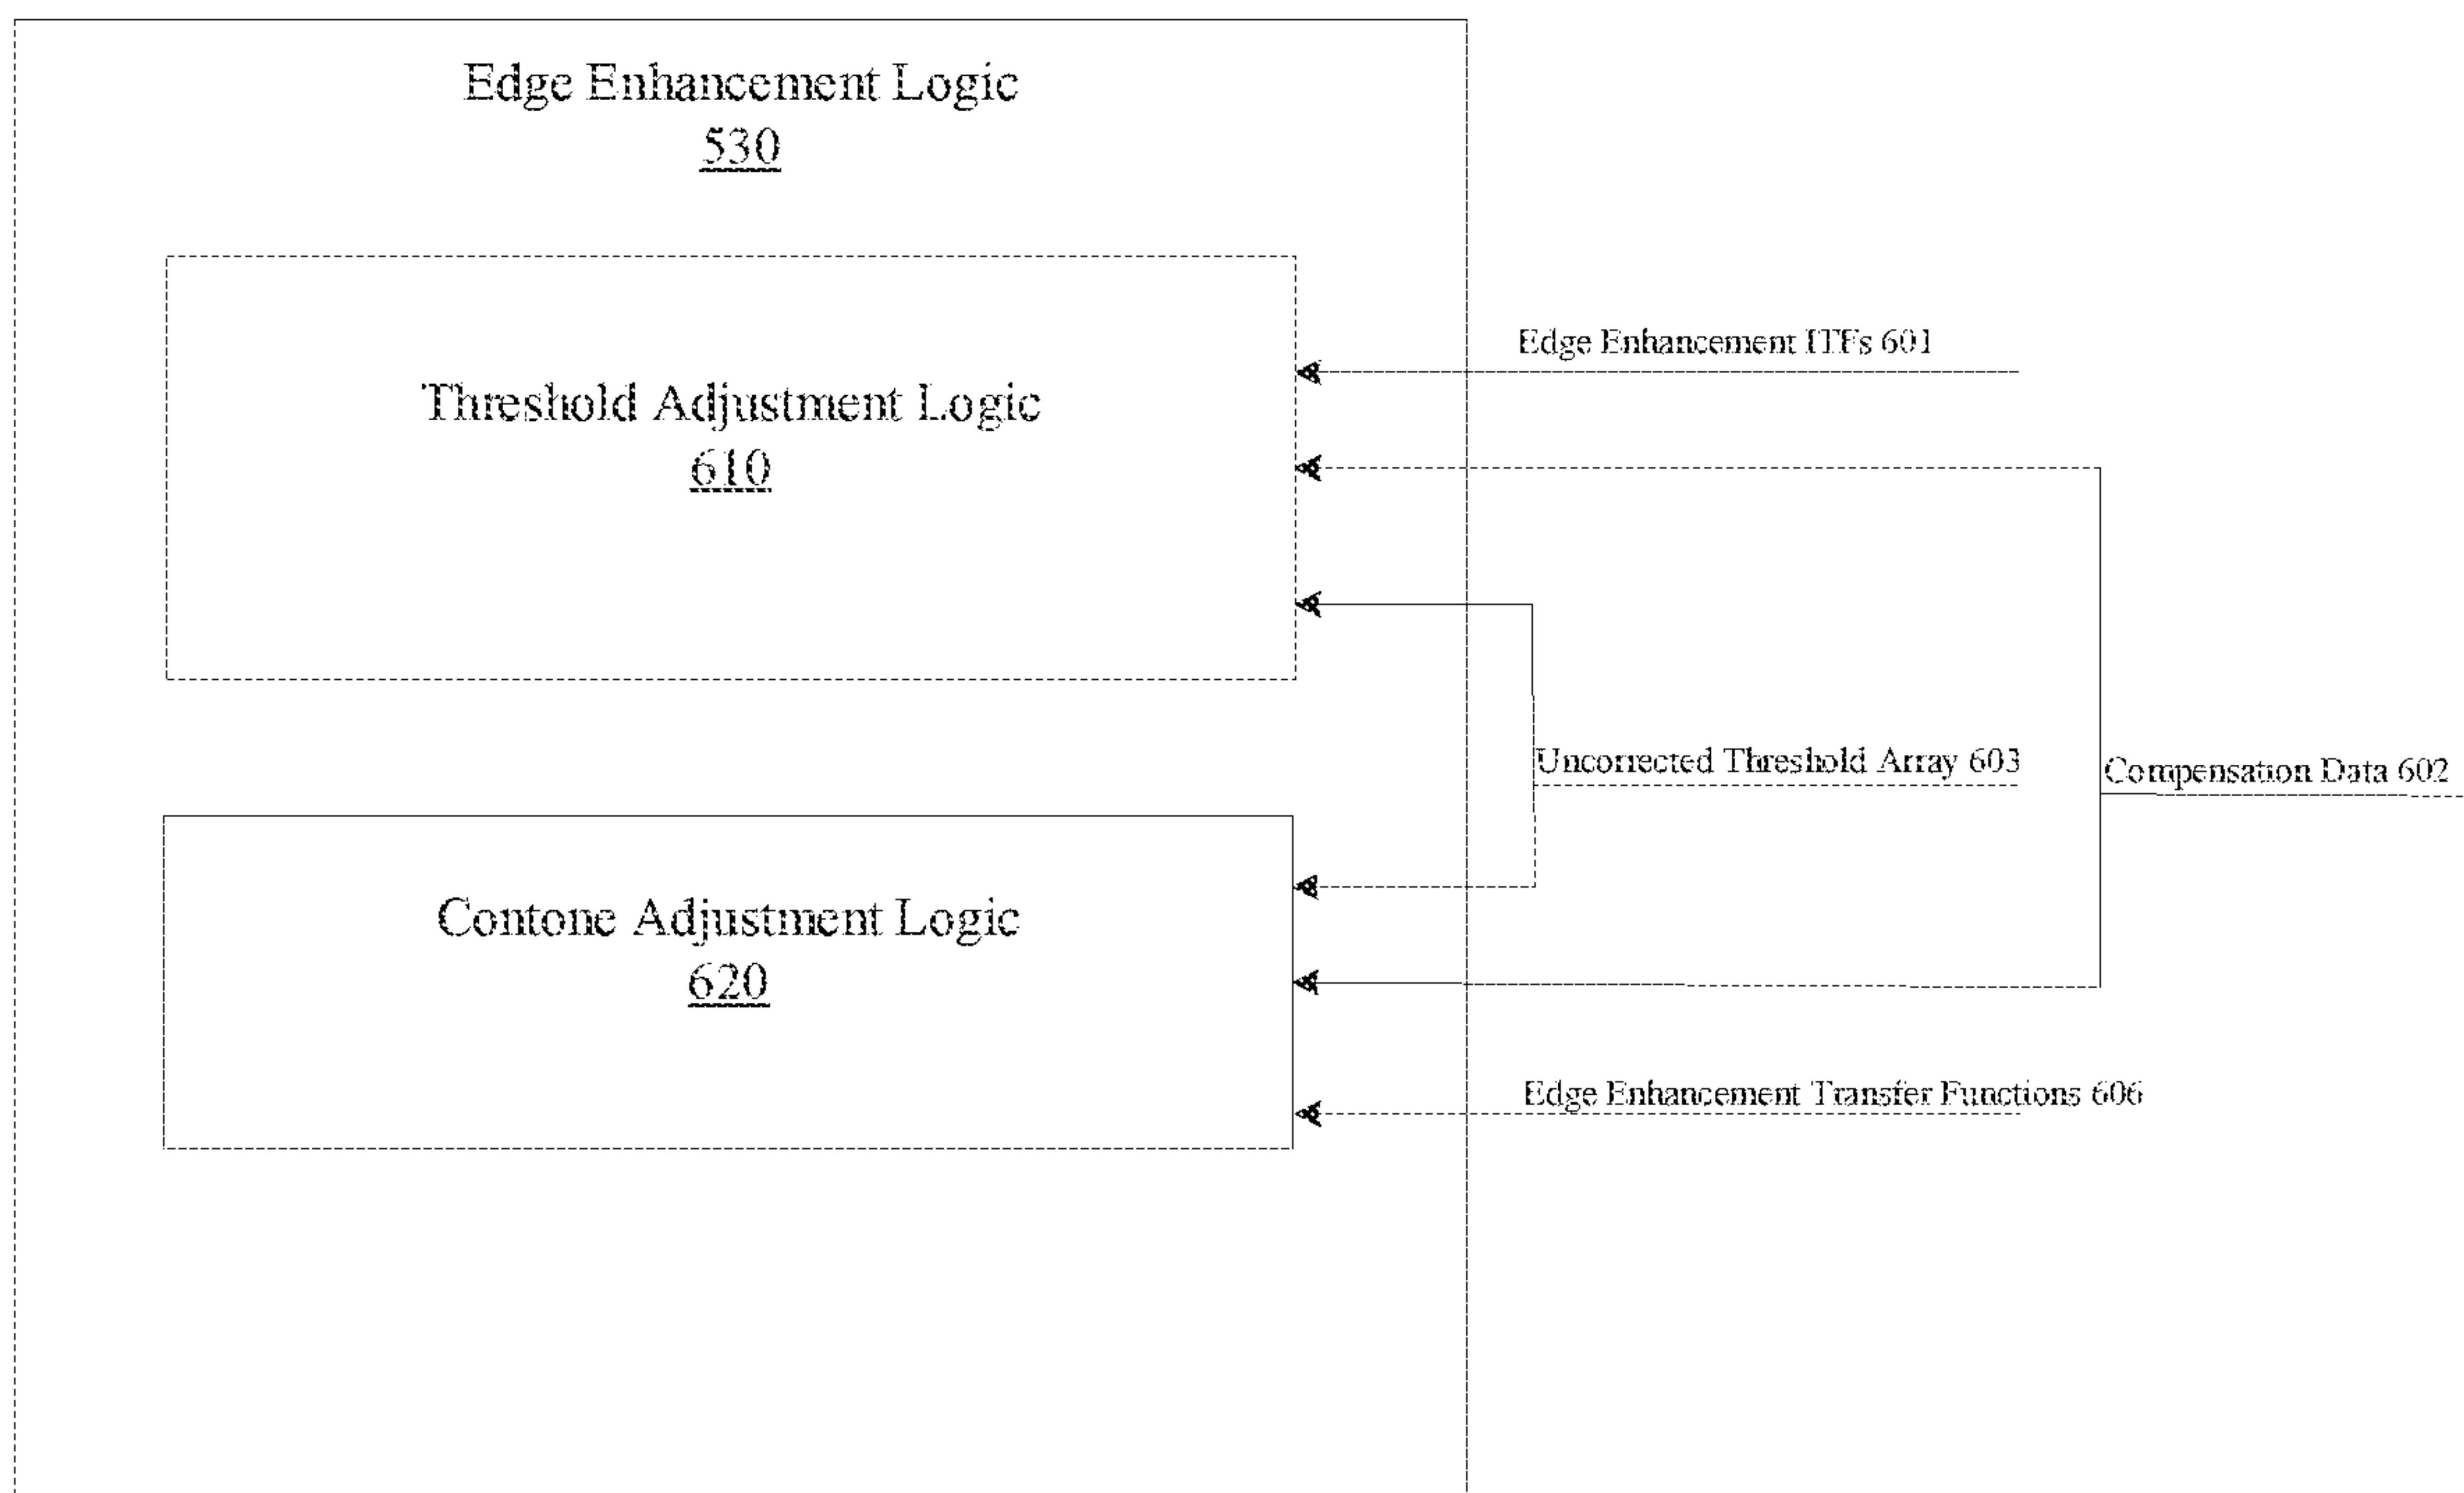 Edge Enhancement Logic
530
Threshold Adjustment Logic
610
Edge Enhancement ITFs 601
Uncorrected Threshold Array 603
Compensation Data 602
Contone Adjustment Logic
620
Edge Enhancement Transfer Functions 606